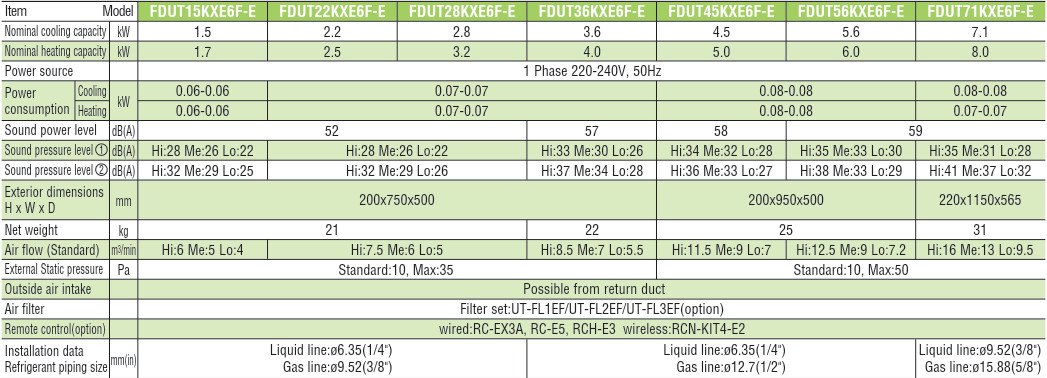 Item Model FDUT15KXE6F-E FDUT22KXE6F-E FDUT28KXE6F-E FDUT36KXE6F-E FDUT45KXE6F-E FDUT56KXE6F-E FDUT71KXE6F-E
Nominal cooling capacity kW 1.5 2.2 2.8 3.6 4.5 5.6 7.1
Nominal heating capacity kW 1.7 2.5 3.2 4.0 5.0 6.0 8.0
Power source 1 Phase 220-240V, 50Hz
Power consumption Cooling kW 0.06-0.06 0.07-0.07 0.08-0.08 0.08-0.08
Heating 0.06-0.06 0.07-0.07 0.08-0.08 0.07-0.07
Sound power level dB(A) 52 57 58 59
Sound pressure level ① dB(A) Hi:28 Me:26 Lo:22 Hi:28 Me:26 Lo:22 Hi:33 Me:30 Lo:26 Hi:34 Me:32 Lo:28 Hi:35 Me:33 Lo:30 Hi:35 Me:31 Lo:28
Sound pressure level ② dB(A) Hi:32 Me:29 Lo:25 Hi:32 Me:29 Lo:26 Hi:37 Me:34 Lo:28 Hi:36 Me:33 Lo:27 Hi:38 Me:33 Lo:29 Hi:41 Me:37 Lo:32
Exterior dimensions
H x W x D mm 200x750x500 200x950x500 220x1150x565
Net weight kg 21 22 25 31
Air flow (Standard) m³/min Hi:6 Me:5 Lo:4 Hi:7.5 Me:6 Lo:5 Hi:8.5 Me:7 Lo:5.5 Hi:11.5 Me:9 Lo:7 Hi:12.5 Me:9 Lo:7.2 Hi:16 Me:13 Lo:9.5
External Static pressure Pa Standard:10, Max:35 Standard:10, Max:50
Outside air intake Possible from return duct
Air filter Filter set:UT-FL1EF/UT-FL2EF/UT-FL3EF(option)
Remote control(option) wired:RC-EX3A, RC-E5, RCH-E3 wireless:RCN-KIT4-E2
Installation data mm(in) Liquid line:ø6.35(1/4") Liquid line:ø6.35(1/4") Liquid line:ø9.52(3/8")
Refrigerant piping size Gas line:ø9.52(3/8") Gas line:ø12.7(1/2") Gas line:ø15.88(5/8")